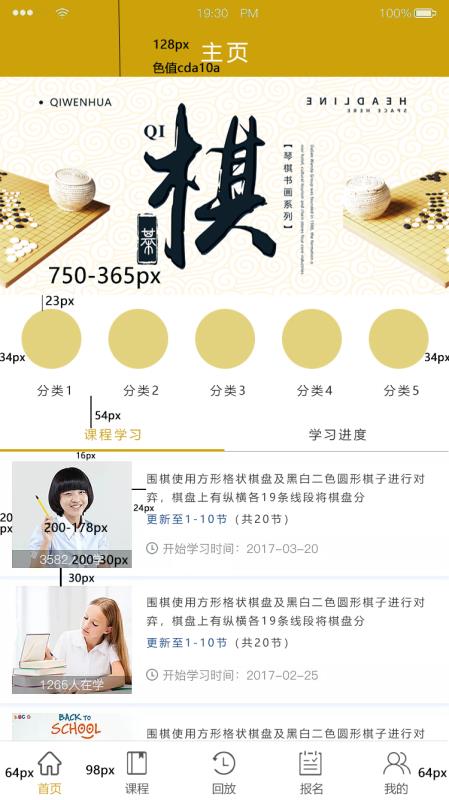 19:30 PM
100%
128px
主页
色值cda10a
• QIWENHUA
HEADLINE
SPACE HERE
QI
棋
【琴棋书画系列】
茶
750-365px
23px
34px
34px
分类1
分类2
分类3
分类4
分类5
54px
课程学习
学习进度
16px
围棋使用方形格状棋盘及黑白二色圆形棋子进行对
弈，棋盘上有纵横各19条线段将棋盘分
24px
200-178px
20
px
更新至1-10节（共20节）
开始学习时间：2017-03-20
3582
200-30px
30px
围棋使用方形格状棋盘及黑白二色圆形棋子进行对
弈，棋盘上有纵横各19条线段将棋盘分
更新至1-10节（共20节）
开始学习时间：2017-02-25
1265人在学
BACK TO
SCHOOL
围棋使用方形格状棋盘及黑白二色圆形棋子进行对
64px
98px
64px
首页
课程
回放
报名
我的